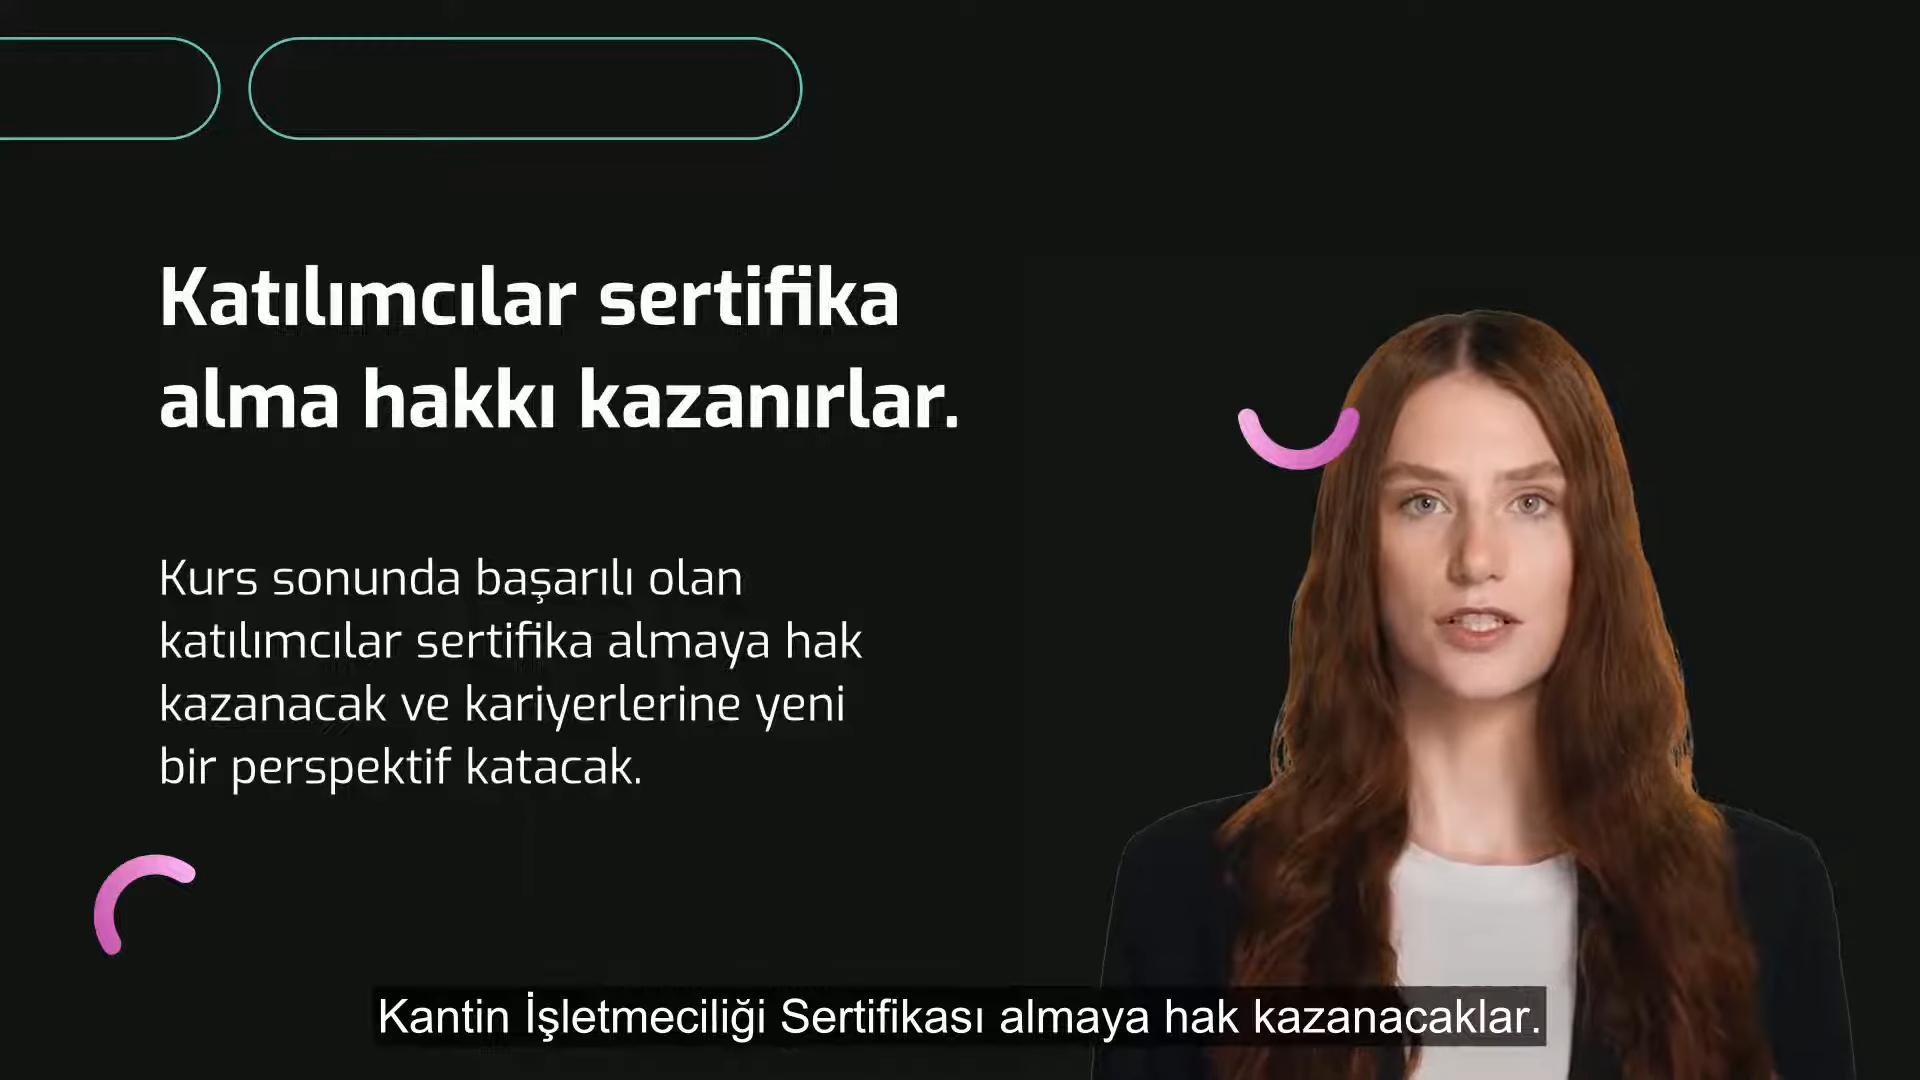 Katılımcılar sertifika
alma hakkı kazanırlar.
Kurs sonunda başarılı olan
katılımcılar sertifika almaya hak
kazanacak ve kariyerlerine yeni
bir perspektif katacak.
Kantin İşletmeciliği Sertifikası almaya hak kazanacaklar.